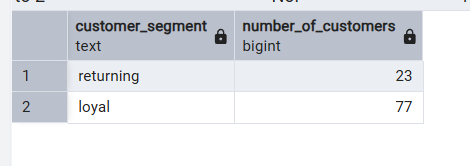 customer_segment number_of_customers
text bigint
1 returning 23
2 loyal 77